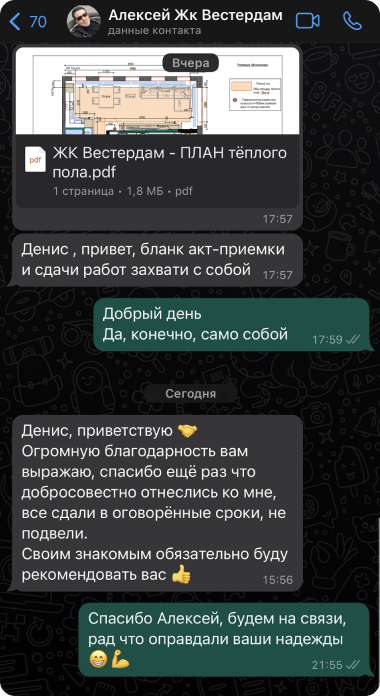 70
Алексей Жк Вестердам
данные контакта
Вчера
pdf
ЖК Вестердам - ПЛАН тёплого
пола.pdf
1 страница • 1,8 МБ • pdf
17:57
Денис , привет, бланк акт-приемки
и сдачи работ захвати с собой 17:57
Добрый день
Да, конечно, само собой 17:59
Сегодня
Денис, приветствую 🤝
Огромную благодарность вам
выражаю, спасибо ещё раз что
добросовестно отнеслись ко мне,
все сдали в оговорённые сроки, не
подвели.
Своим знакомым обязательно буду
рекомендовать вас 👍 15:56
Спасибо Алексей, будем на связи,
рад что оправдали ваши надежды
😁💪 21:55